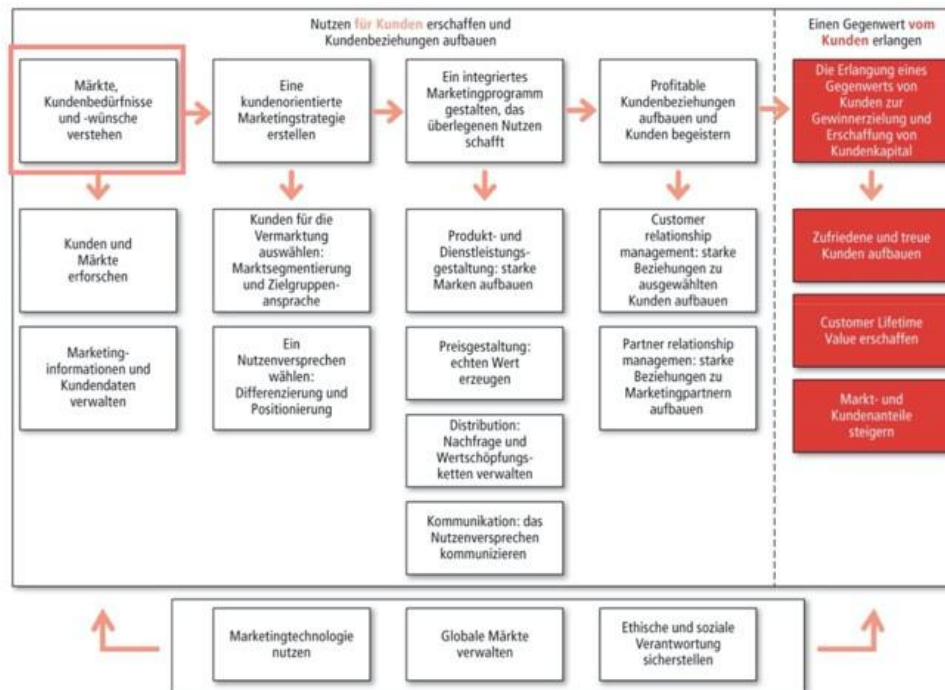 Nutzen für Kunden erschaffen und
Kundenbeziehungen aufbauen
Einen Gegenwert vom
Kunden erlangen
Märkte,
Kundenbedürfnisse
und -wünsche
verstehen
Eine
kundenorientierte
Marketingstrategie
erstellen
Ein integriertes
Marketingprogramm
gestalten, das
überlegenen Nutzen
schafft
Profitable
Kundenbeziehungen
aufbauen und
Kunden begeistern
Die Erlangung eines
Gegenwerts von
Kunden zur
Gewinnerzielung und
Erschaffung von
Kundenkapital
Kunden und
Märkte
erforschen
Marketing-
informationen und
Kundendaten
verwalten
Kunden für die
Vermarktung
auswählen:
Marktsegmentierung
und Zielgruppen-
ansprache
Ein
Nutzenversprechen
wählen:
Differenzierung und
Positionierung
Produkt- und
Dienstleistungs-
gestaltung: starke
Marken aufbauen
Preisgestaltung:
echten Wert
erzeugen
Distribution:
Nachfrage und
Wertschöpfungs-
ketten verwalten
Kommunikation: das
Nutzenversprechen
kommunizieren
Customer
relationship
management: starke
Beziehungen zu
ausgewählten
Kunden aufbauen
Partner relationship
managemen: starke
Beziehungen zu
Marketingpartnern
aufbauen
Zufriedene und treue
Kunden aufbauen
Customer Lifetime
Value erschaffen
Markt- und
Kundenanteile
steigern
Marketingtechnologie
nutzen
Globale Märkte
verwalten
Ethische und soziale
Verantwortung
sicherstellen